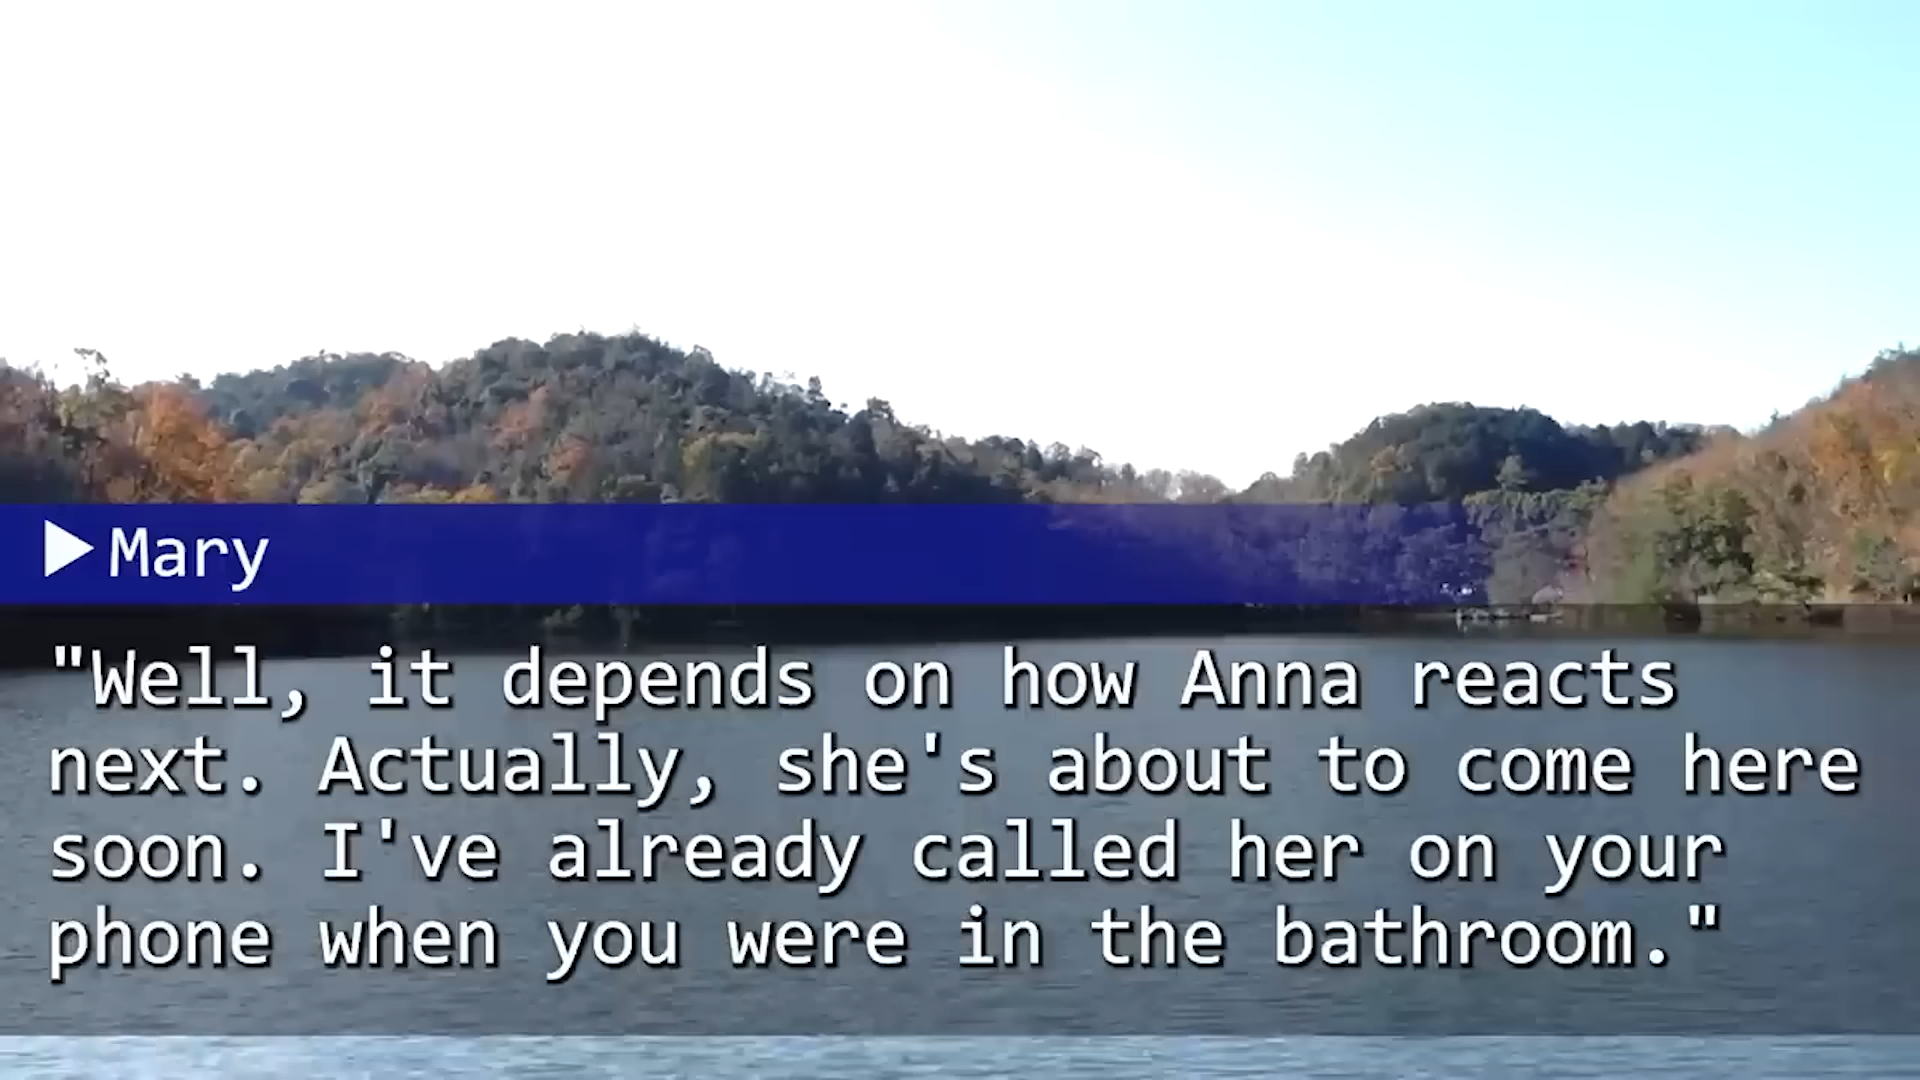 ▶Mary
"Well, it depends on how Anna reacts
next. Actually, she's about to come here
soon. I've already called her on your
phone when you were in the bathroom."